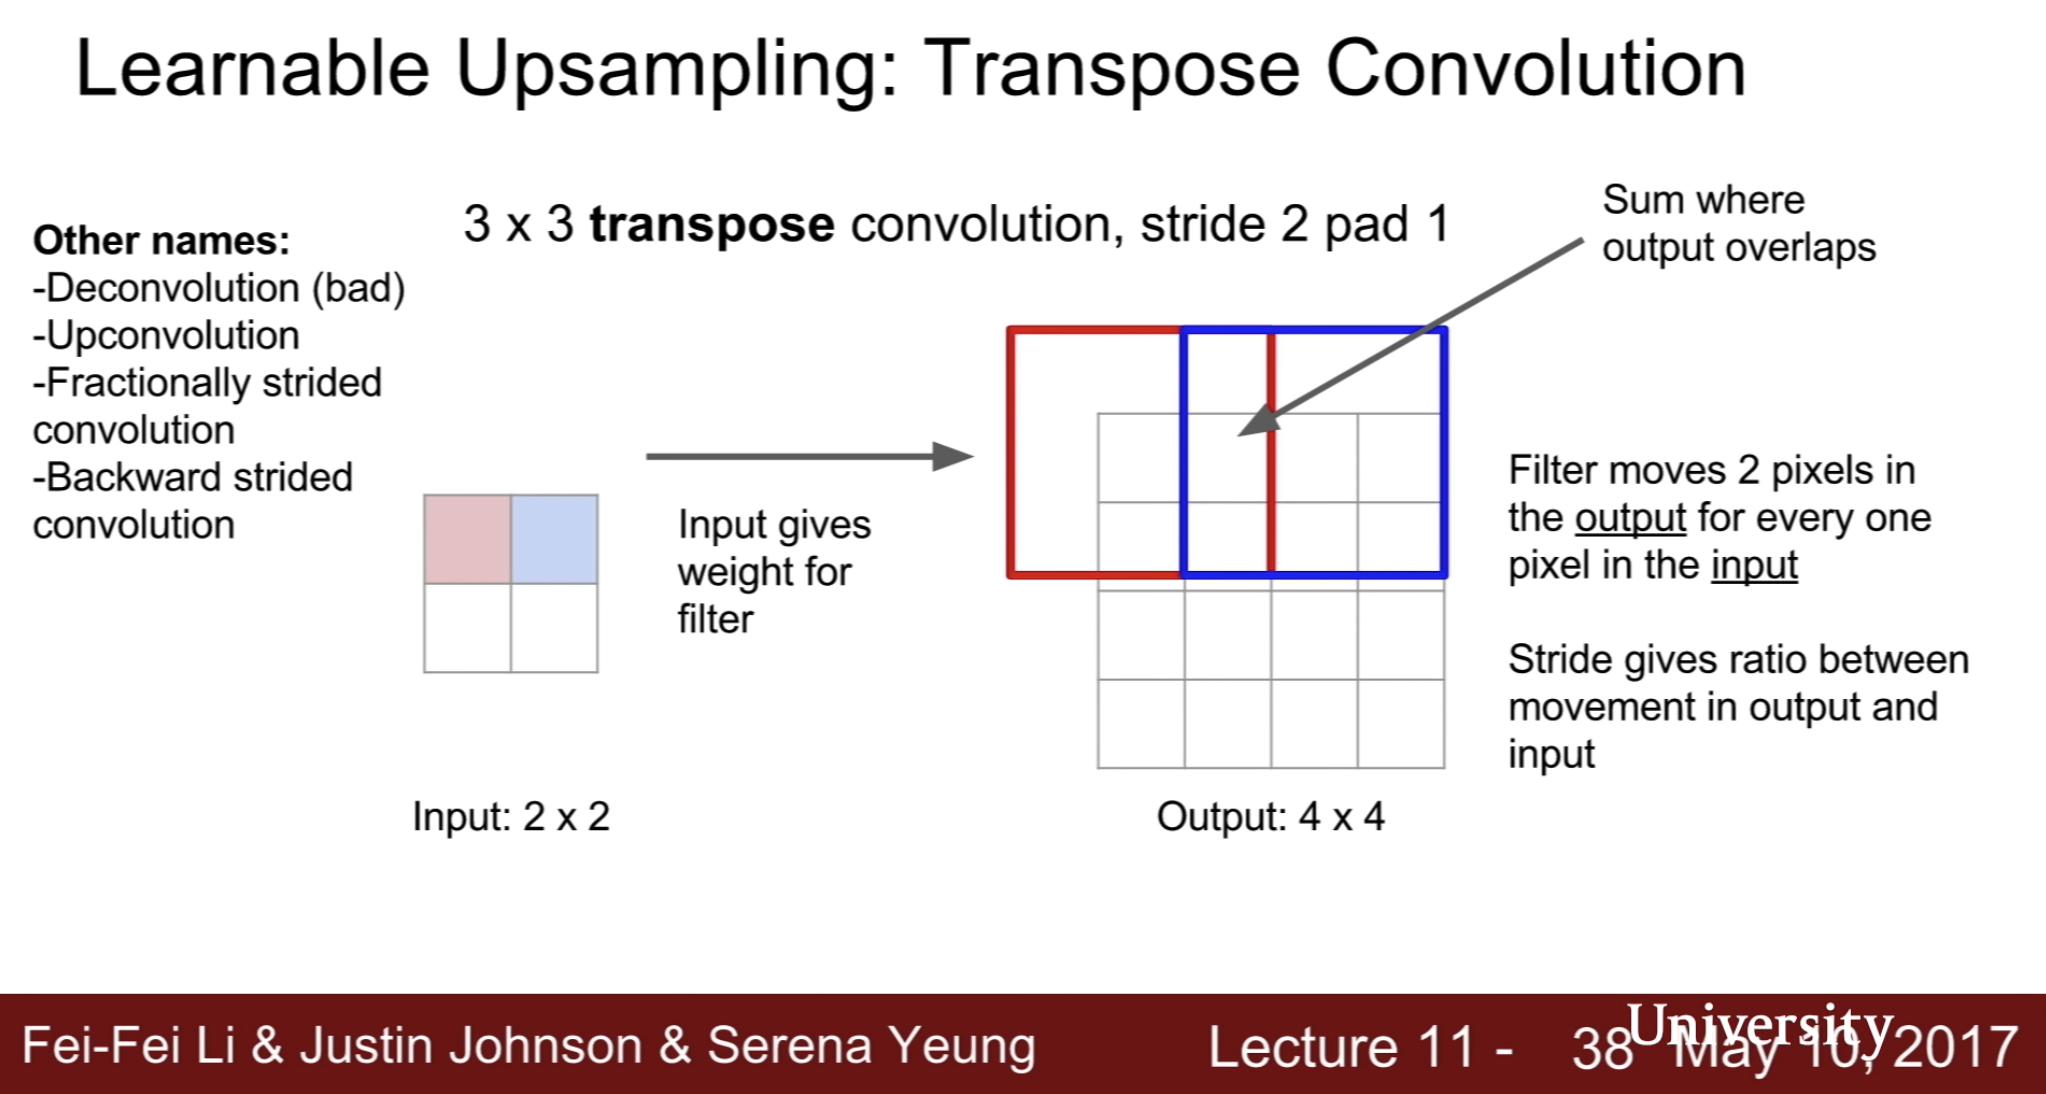 Learnable Upsampling: Transpose Convolution
Other names:
-Deconvolution (bad)
-Upconvolution
-Fractionally strided
convolution
-Backward strided
convolution
3 x 3 transpose convolution, stride 2 pad 1
Sum where
output overlaps
Input gives
weight for
filter
Filter moves 2 pixels in
the output for every one
pixel in the input
Stride gives ratio between
movement in output and
input
Input: 2 x 2
Output: 4 x 4
Fei-Fei Li & Justin Johnson & Serena Yeung
Lecture 11 - 38
University
May 10, 2017